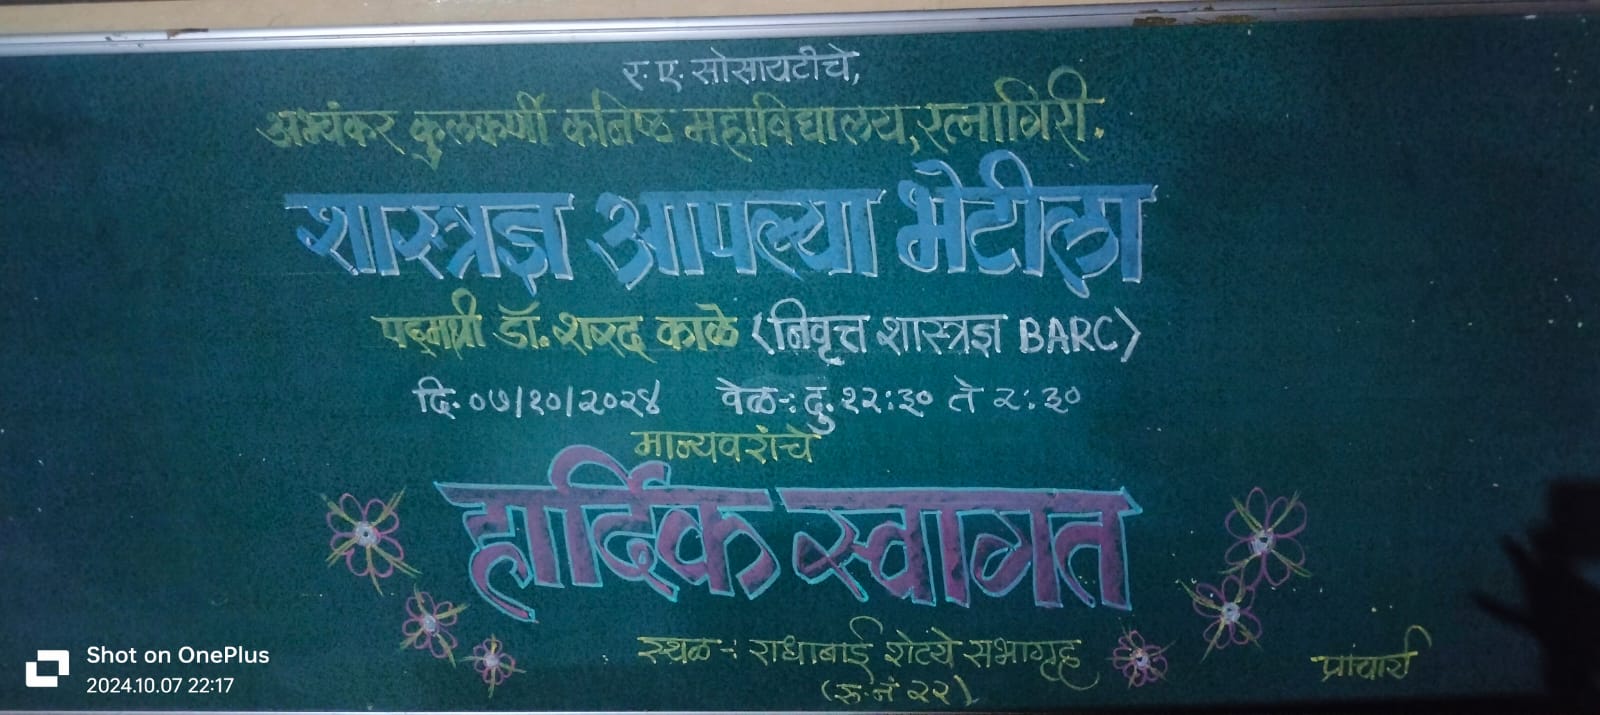 र. ए. सोसायटीचे,
अभ्यंकर कुलकर्णी कनिष्ठ महाविद्यालय, रत्नागिरी.
शास्त्रज्ञ आपल्या भेटीला
पद्मश्री डॉ. शरद काळे (निवृत्त शास्त्रज्ञ BARC)
दि. ०७/१०/२०२४ वेळ-: दु. १२:३० ते २:३०
मान्यवरांचे
हार्दिक स्वागत
स्थळ-: राधाबाई शेट्ये सभागृह
(रू. नं २२)
प्राचार्य
Shot on OnePlus
2024.10.07 22:17